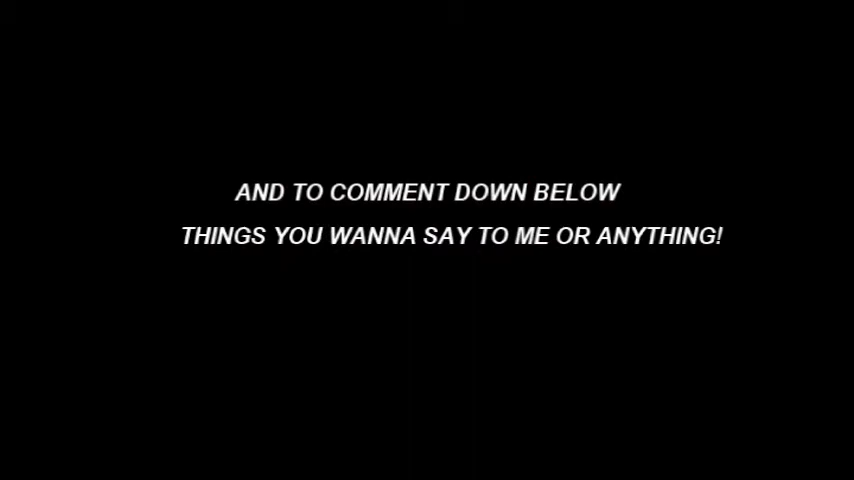 AND TO COMMENT DOWN BELOW
THINGS YOU WANNA SAY TO ME OR ANYTHING!